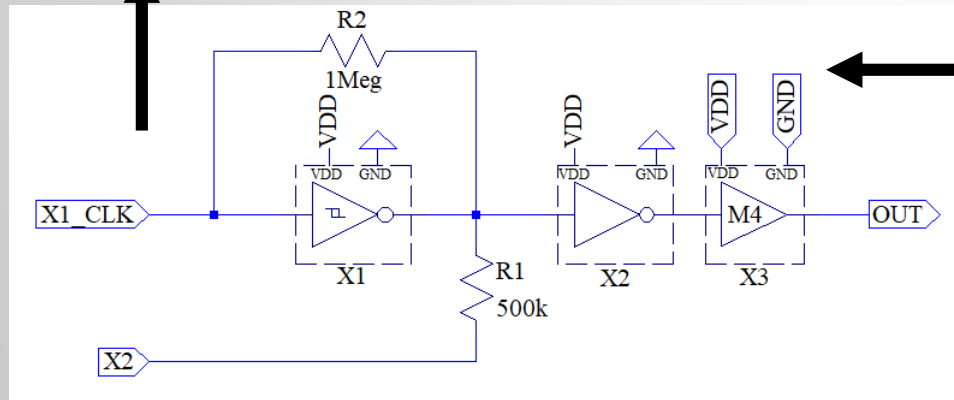 R2
1Meg
VDD
VDD
VDD
GND
VDD
GND
VDD
GND
VDD
GND
X1_CLK
M4
OUT
X1
X2
X3
R1
500k
X2